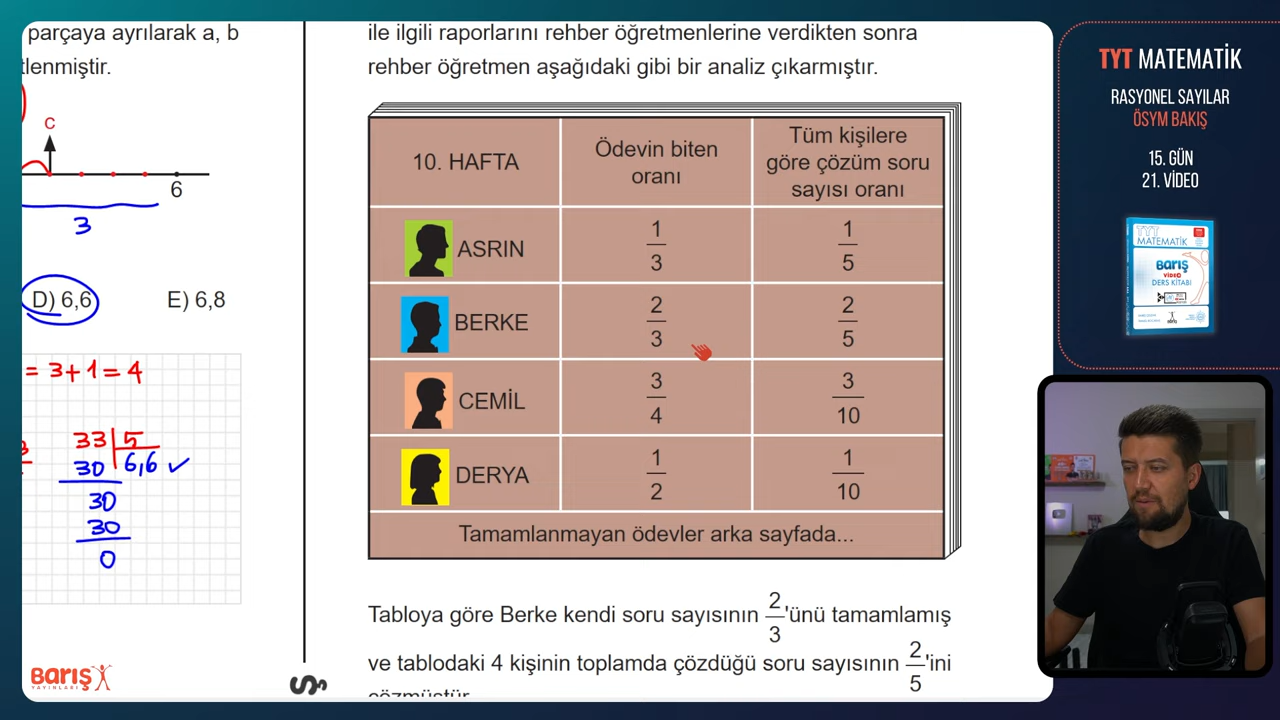 parçaya ayrılarak a, b
tlenmiştir.
C
6
3
D) 6,6
E) 6,8
= 3+1=4
33 5
30 6,6 ✓
30
30
0
BARIŞ
YAYINLARI
ile ilgili raporlarını rehber öğretmenlerine verdikten sonra
rehber öğretmen aşağıdaki gibi bir analiz çıkarmıştır.
10. HAFTA
Ödevin biten
oranı
Tüm kişilere
göre çözüm soru
sayısı oranı
ASRIN 1/3 1/5
BERKE 2/3 2/5
CEMİL 3/4 3/10
DERYA 1/2 1/10
Tamamlanmayan ödevler arka sayfada...
Tabloya göre Berke kendi soru sayısının 2/3'ünü tamamlamış
ve tablodaki 4 kişinin toplamda çözdüğü soru sayısının 2/5'ini
çözmüştür.
TYT MATEMATİK
RASYONEL SAYILAR
ÖSYM BAKIŞ
15. GÜN
21. VİDEO
TYT
MATEMATİK
BARIŞ
VİDEO
DERS KİTABI